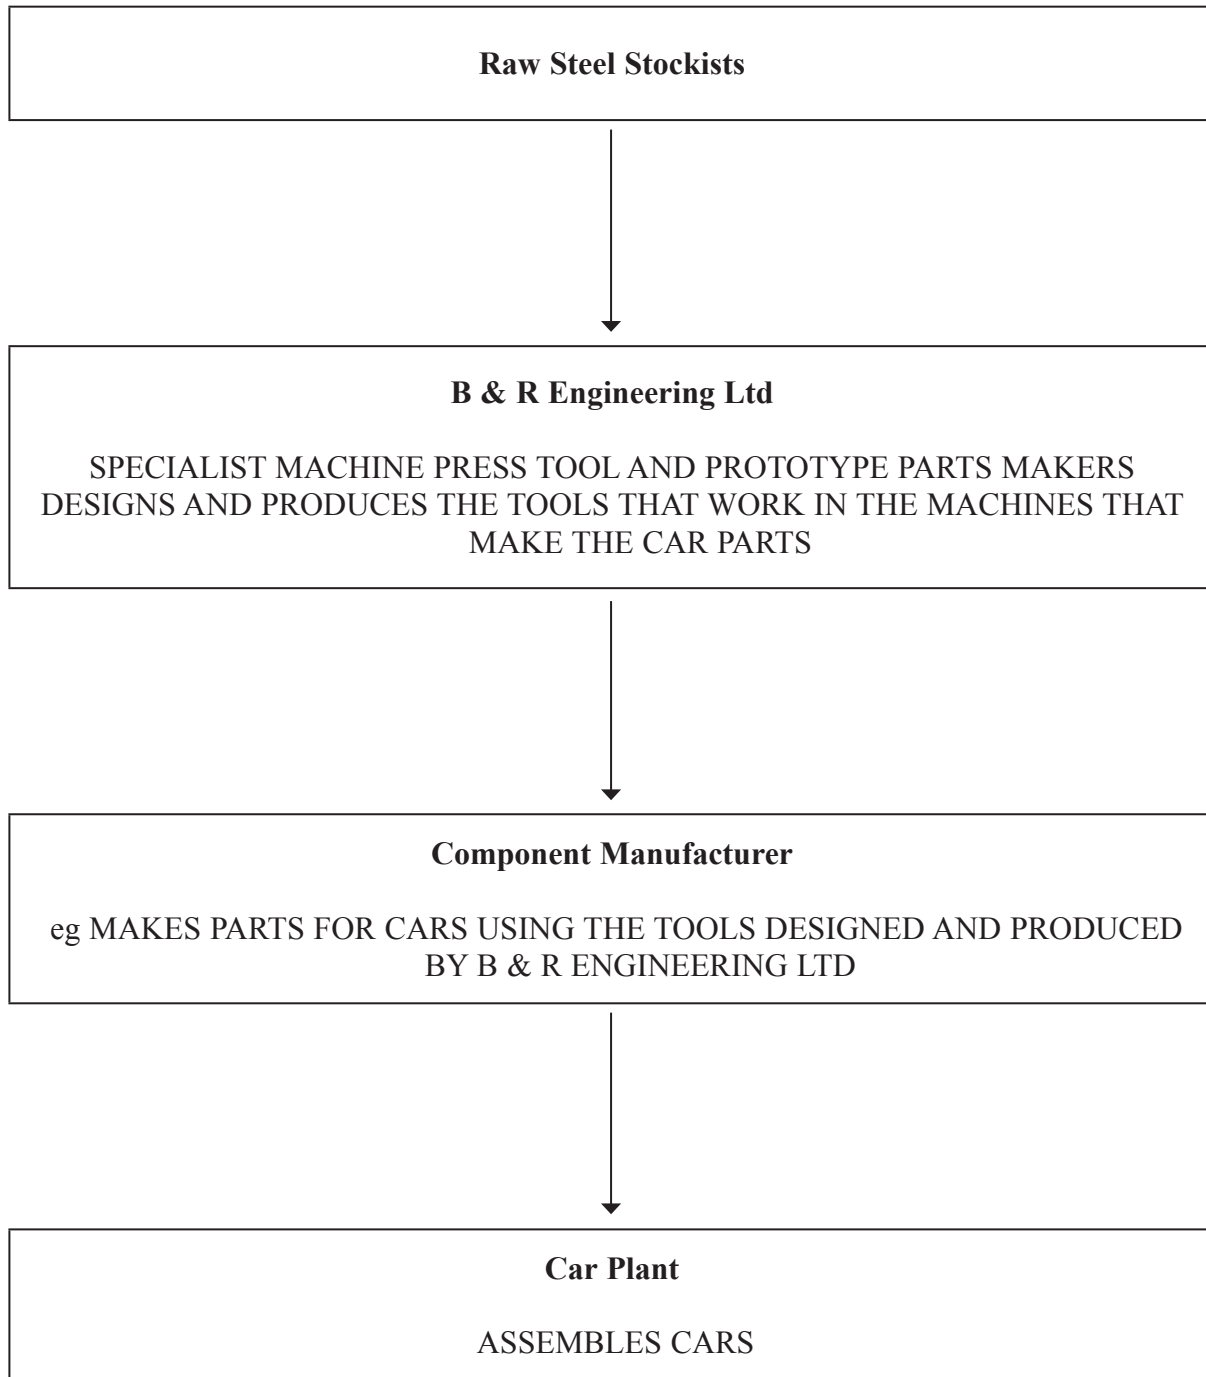 Raw Steel Stockists
B & R Engineering Ltd
SPECIALIST MACHINE PRESS TOOL AND PROTOTYPE PARTS MAKERS
DESIGNS AND PRODUCES THE TOOLS THAT WORK IN THE MACHINES THAT
MAKE THE CAR PARTS
Component Manufacturer
eg MAKES PARTS FOR CARS USING THE TOOLS DESIGNED AND PRODUCED
BY B & R ENGINEERING LTD
Car Plant
ASSEMBLES CARS